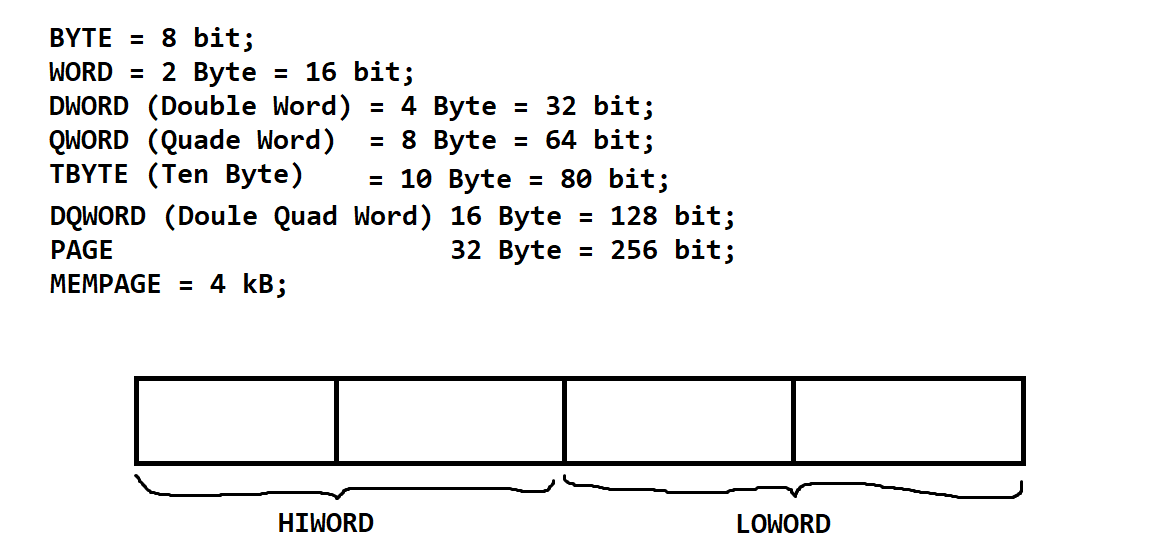 BYTE = 8 bit;
WORD = 2 Byte = 16 bit;
DWORD (Double Word) = 4 Byte = 32 bit;
QWORD (Quade Word) = 8 Byte = 64 bit;
TBYTE (Ten Byte) = 10 Byte = 80 bit;
DQWORD (Doule Quad Word) 16 Byte = 128 bit;
PAGE 32 Byte = 256 bit;
MEMPAGE = 4 kB;
HIWORD LOWORD